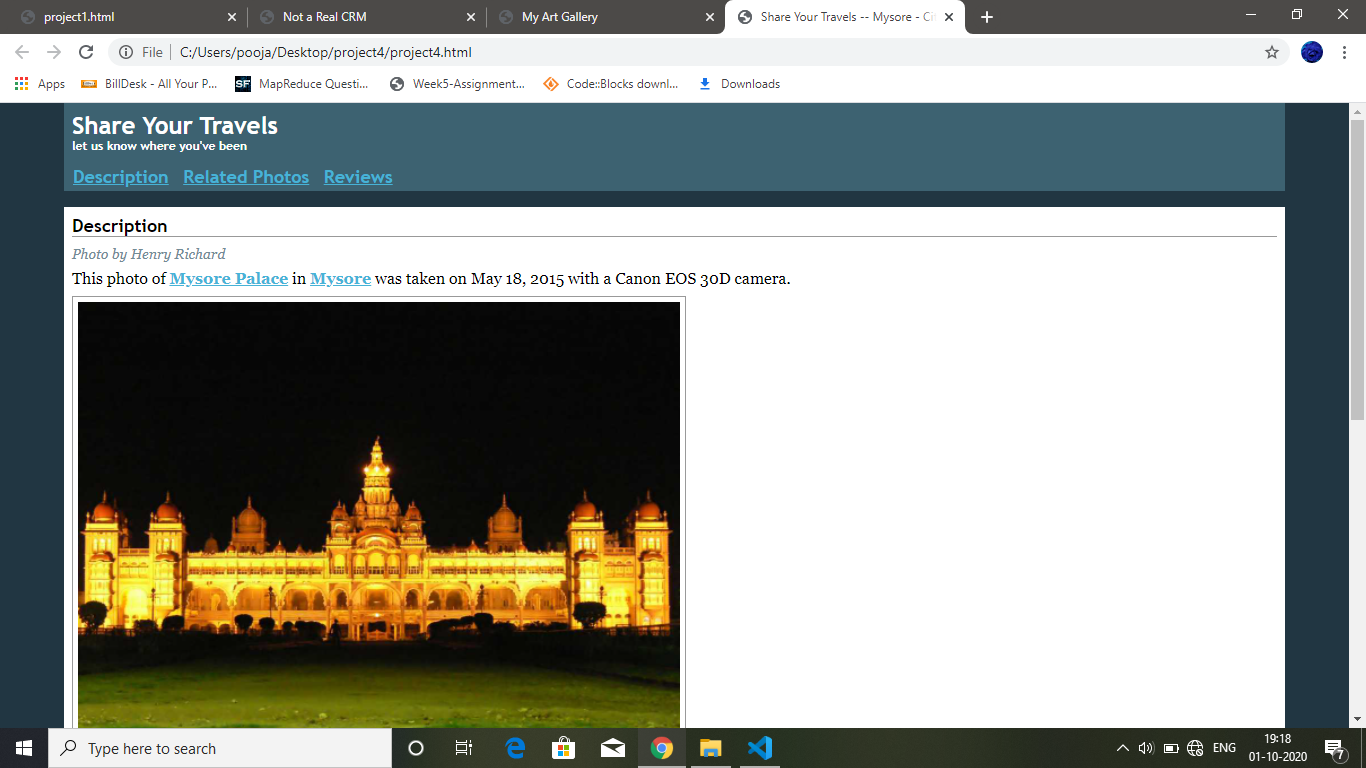 project1.html
Not a Real CRM
My Art Gallery
Share Your Travels -- Mysore - Ci
File
C:/Users/pooja/Desktop/project4/project4.html
Apps
BillDesk - All Your P...
SF
MapReduce Questi...
Week5-Assignment...
Code::Blocks downl...
Downloads
Share Your Travels
let us know where you've been
Description Related Photos Reviews
Description
Photo by Henry Richard
This photo of Mysore Palace in Mysore was taken on May 18, 2015 with a Canon EOS 30D camera.
Type here to search
ENG
19:18
01-10-2020
7